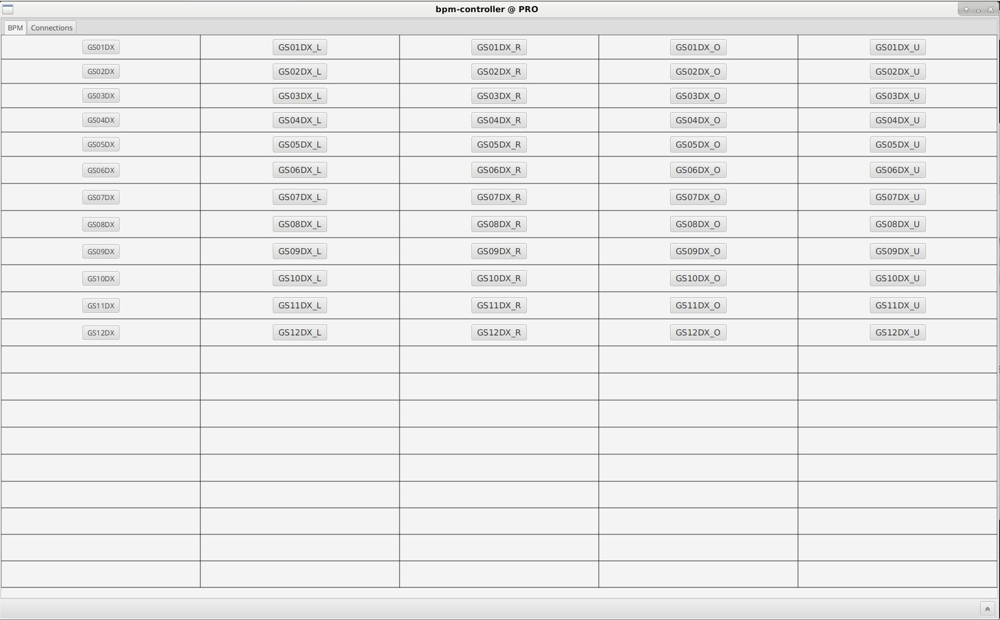 bpm-controller @ PRO
BPM Connections
GS01DX GS01DX_L GS01DX_R GS01DX_O GS01DX_U
GS02DX GS02DX_L GS02DX_R GS02DX_O GS02DX_U
GS03DX GS03DX_L GS03DX_R GS03DX_O GS03DX_U
GS04DX GS04DX_L GS04DX_R GS04DX_O GS04DX_U
GS05DX GS05DX_L GS05DX_R GS05DX_O GS05DX_U
GS06DX GS06DX_L GS06DX_R GS06DX_O GS06DX_U
GS07DX GS07DX_L GS07DX_R GS07DX_O GS07DX_U
GS08DX GS08DX_L GS08DX_R GS08DX_O GS08DX_U
GS09DX GS09DX_L GS09DX_R GS09DX_O GS09DX_U
GS10DX GS10DX_L GS10DX_R GS10DX_O GS10DX_U
GS11DX GS11DX_L GS11DX_R GS11DX_O GS11DX_U
GS12DX GS12DX_L GS12DX_R GS12DX_O GS12DX_U